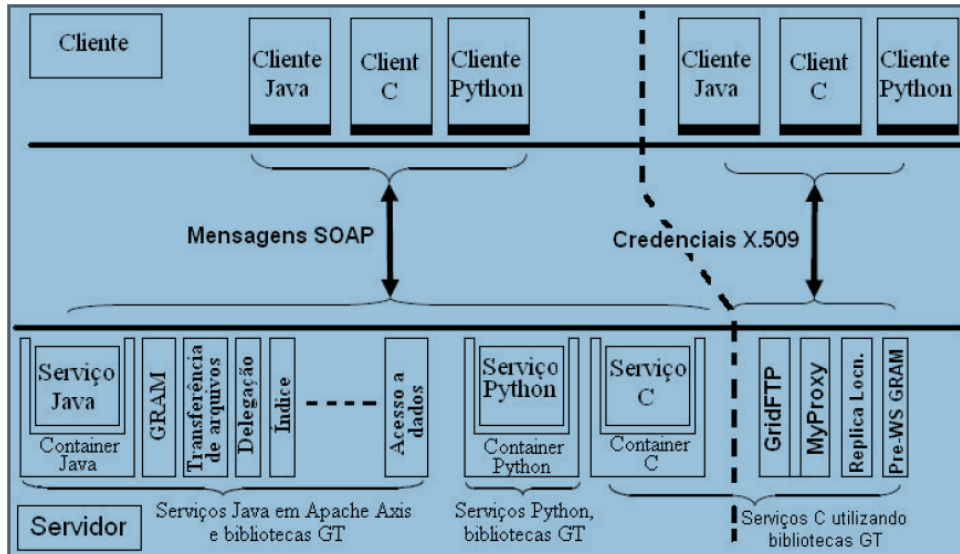 Cliente
Cliente
Java
Client
C
Cliente
Python
Cliente
Java
Client
C
Cliente
Python
Mensagens SOAP
Credenciais X.509
Serviço
Java
Container
Java
GRAM
Transferência
de arquivos
Delegação
Índice
Acesso a
dados
Serviço
Python
Container
Python
Serviço
C
Container
C
GridFTP
MyProxy
Replica Locn.
Pre-WS GRAM
Servidor
Serviços Java em Apache Axis
e bibliotecas GT
Serviços Python,
bibliotecas GT
Serviços C utilizando
bibliotecas GT